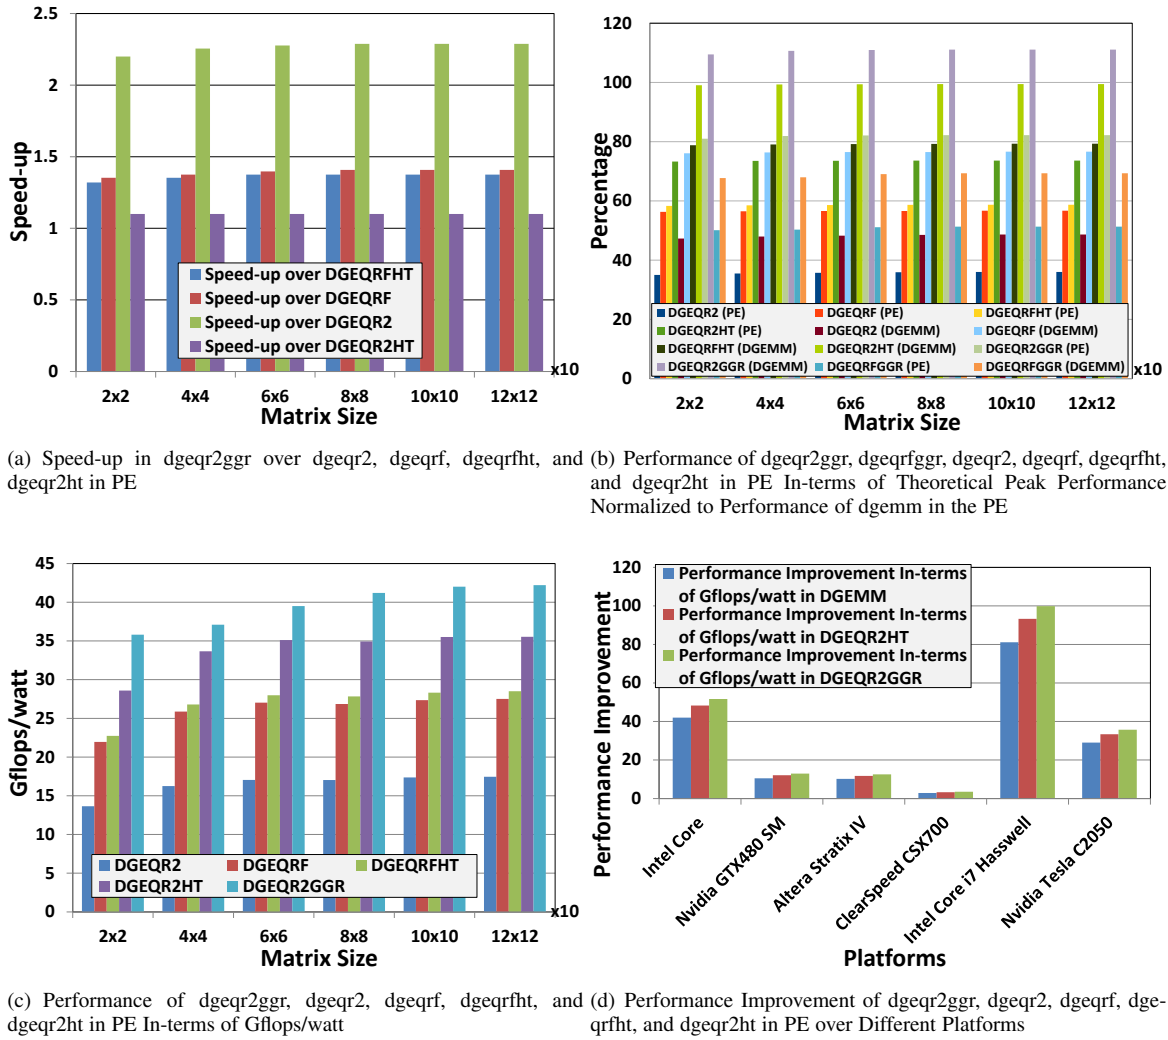 2.5
2
1.5
1
0.5
0
Speed-up
Speed-up over DGEQRFHT
Speed-up over DGEQRF
Speed-up over DGEQR2
Speed-up over DGEQR2HT
x10
2x2 4x4 6x6 8x8 10x10 12x12
Matrix Size
(a) Speed-up in dgeqr2ggr over dgeqr2, dgeqrf, dgeqrfht, and
dgeqr2ht in PE
120
100
80
60
40
20
0
Percentage
DGEQR2 (PE) DGEQRF (PE) DGEQRFHT (PE)
DGEQR2HT (PE) DGEQR2 (DGEMM) DGEQRF (DGEMM)
DGEQRFHT (DGEMM) DGEQR2HT (DGEMM) DGEQR2GGR (PE)
DGEQR2GGR (DGEMM) DGEQRFGGR (PE) DGEQRFGGR (DGEMM)
x10
2x2 4x4 6x6 8x8 10x10 12x12
Matrix Size
(b) Performance of dgeqr2ggr, dgeqrfggr, dgeqr2, dgeqrf, dgeqrfht,
and dgeqr2ht in PE In-terms of Theoretical Peak Performance
Normalized to Performance of dgemm in the PE
45
40
35
30
25
20
15
10
5
0
Gflops/watt
DGEQR2 DGEQRF DGEQRFHT
DGEQR2HT DGEQR2GGR
x10
2x2 4x4 6x6 8x8 10x10 12x12
Matrix Size
(c) Performance of dgeqr2ggr, dgeqr2, dgeqrf, dgeqrfht, and
dgeqr2ht in PE In-terms of Gflops/watt
120
100
80
60
40
20
0
Performance Improvement
Performance Improvement In-terms
of Gflops/watt in DGEMM
Performance Improvement In-terms
of Gflops/watt in DGEQR2HT
Performance Improvement In-terms
of Gflops/watt in DGEQR2GGR
Intel Core
Nvidia GTX480 SM
Altera Stratix IV
ClearSpeed CSX700
Intel Core i7 Hasswell
Nvidia Tesla C2050
Platforms
(d) Performance Improvement of dgeqr2ggr, dgeqr2, dgeqrf, dge-
qrfht, and dgeqr2ht in PE over Different Platforms